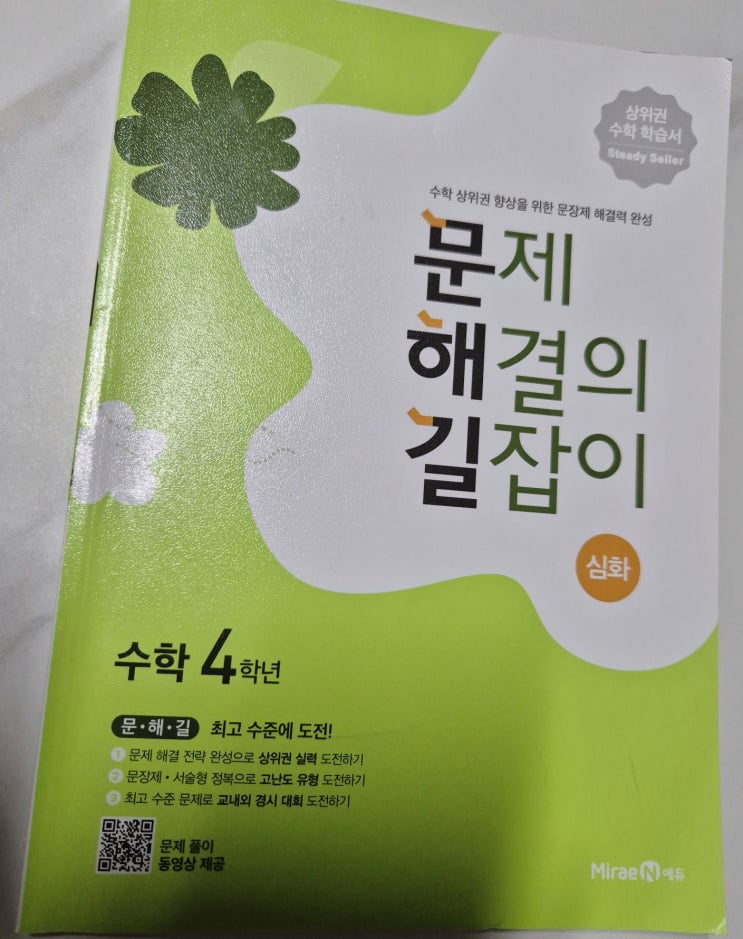 상위권
수학 학습서
Steady Seller
수학 상위권 향상을 위한 문장제 해결력 완성
문제
해결의
길잡이
심화
수학 4학년
문·해·길 최고 수준에 도전!
1 문제 해결 전략 완성으로 상위권 실력 도전하기
2 문장제·서술형 정복으로 고난도 유형 도전하기
3 최고 수준 문제로 교내외 경시 대회 도전하기
문제 풀이
동영상 제공
Mirae N 에듀